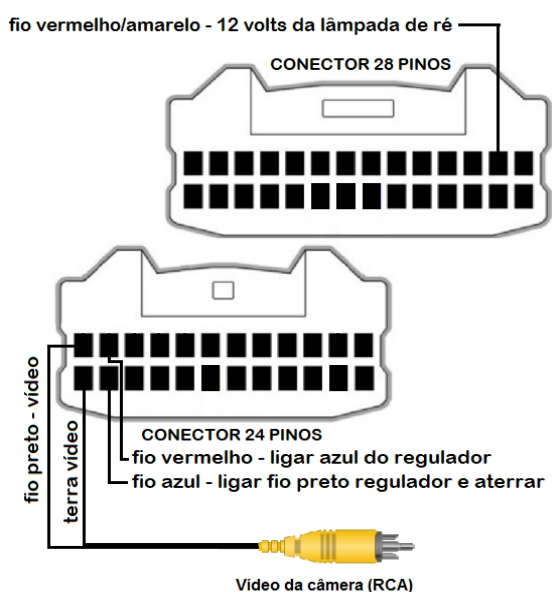 fio vermelho/amarelo - 12 volts da lâmpada de ré
CONECTOR 28 PINOS
CONECTOR 24 PINOS
fio vermelho - ligar azul do regulador
fio azul - ligar fio preto regulador e aterrar
fio preto - vídeo
terra vídeo
Vídeo da câmera (RCA)